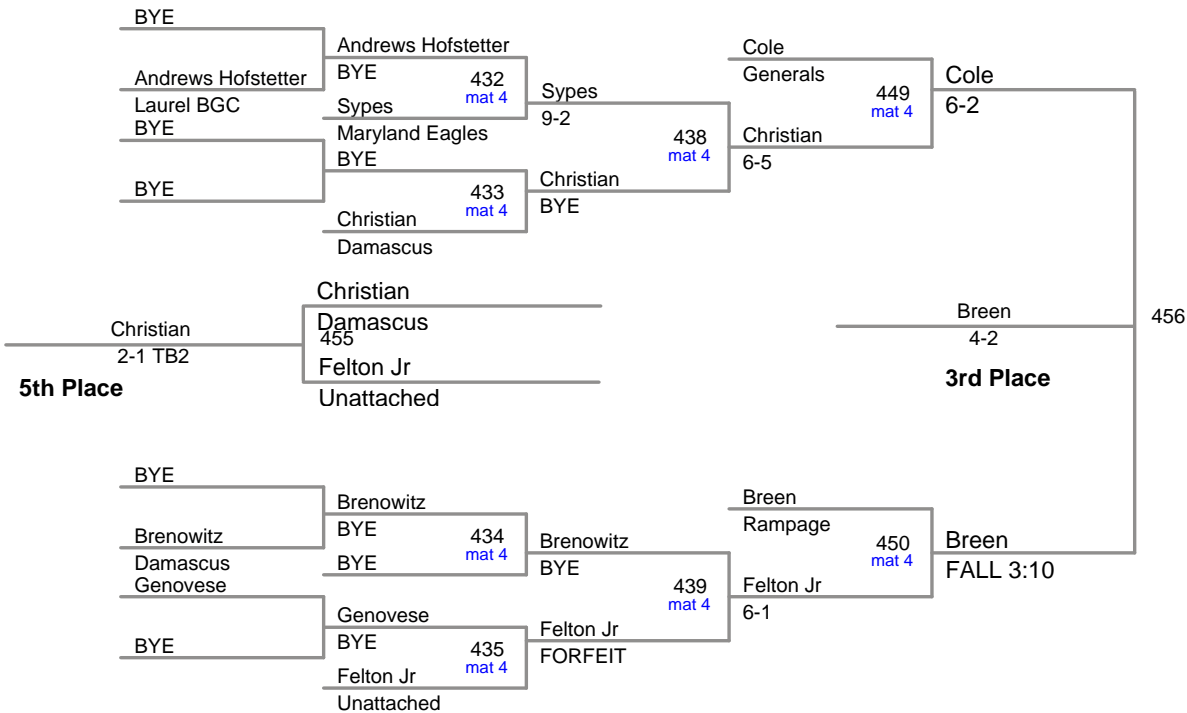 BYE
Andrews Hofstetter
Laurel BGC
BYE
BYE
Andrews Hofstetter
BYE
432
mat 4
Sypes
Maryland Eagles
BYE
433
mat 4
Christian
Damascus
Sypes
9-2
438
mat 4
Christian
BYE
Cole
Generals
449
mat 4
Christian
6-5
Cole
6-2
Christian
Damascus
455
Felton Jr
Unattached
Christian
2-1 TB2
5th Place
Breen
4-2
3rd Place
456
BYE
Brenowitz
Damascus
Genovese
BYE
Brenowitz
BYE
434
mat 4
BYE
Genovese
BYE
435
mat 4
Felton Jr
Unattached
Brenowitz
BYE
439
mat 4
Felton Jr
FORFEIT
Breen
Rampage
450
mat 4
Felton Jr
6-1
Breen
FALL 3:10